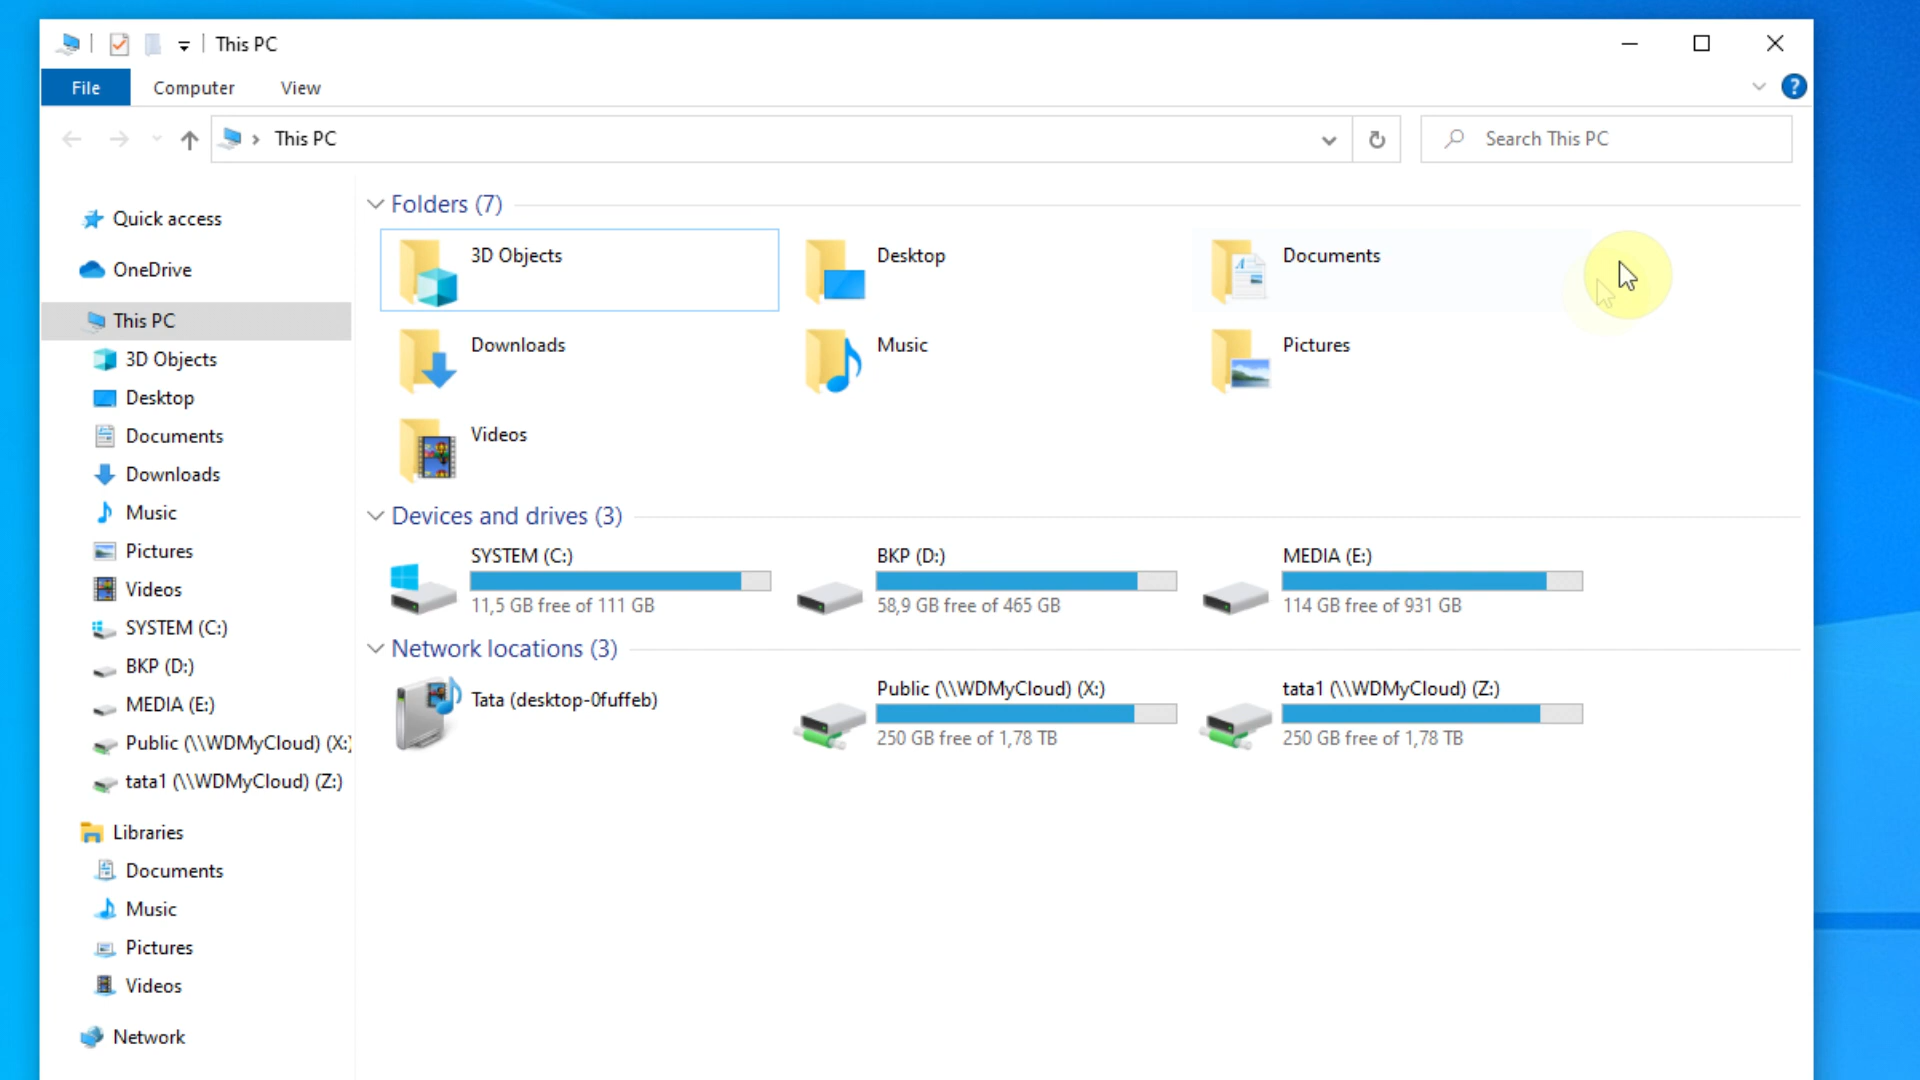 This PC
File
Computer
View
?
This PC
Search This PC
Quick access
OneDrive
This PC
3D Objects
Desktop
Documents
Downloads
Music
Pictures
Videos
SYSTEM (C:)
BKP (D:)
MEDIA (E:)
Public (\\WDMyCloud) (X:)
tata1 (\\WDMyCloud) (Z:)
Libraries
Documents
Music
Pictures
Videos
Network
Folders (7)
3D Objects
Desktop
Documents
Downloads
Music
Pictures
Videos
Devices and drives (3)
SYSTEM (C:)
11,5 GB free of 111 GB
BKP (D:)
58,9 GB free of 465 GB
MEDIA (E:)
114 GB free of 931 GB
Network locations (3)
Tata (desktop-0fuffeb)
Public (\\WDMyCloud) (X:)
250 GB free of 1,78 TB
tata1 (\\WDMyCloud) (Z:)
250 GB free of 1,78 TB